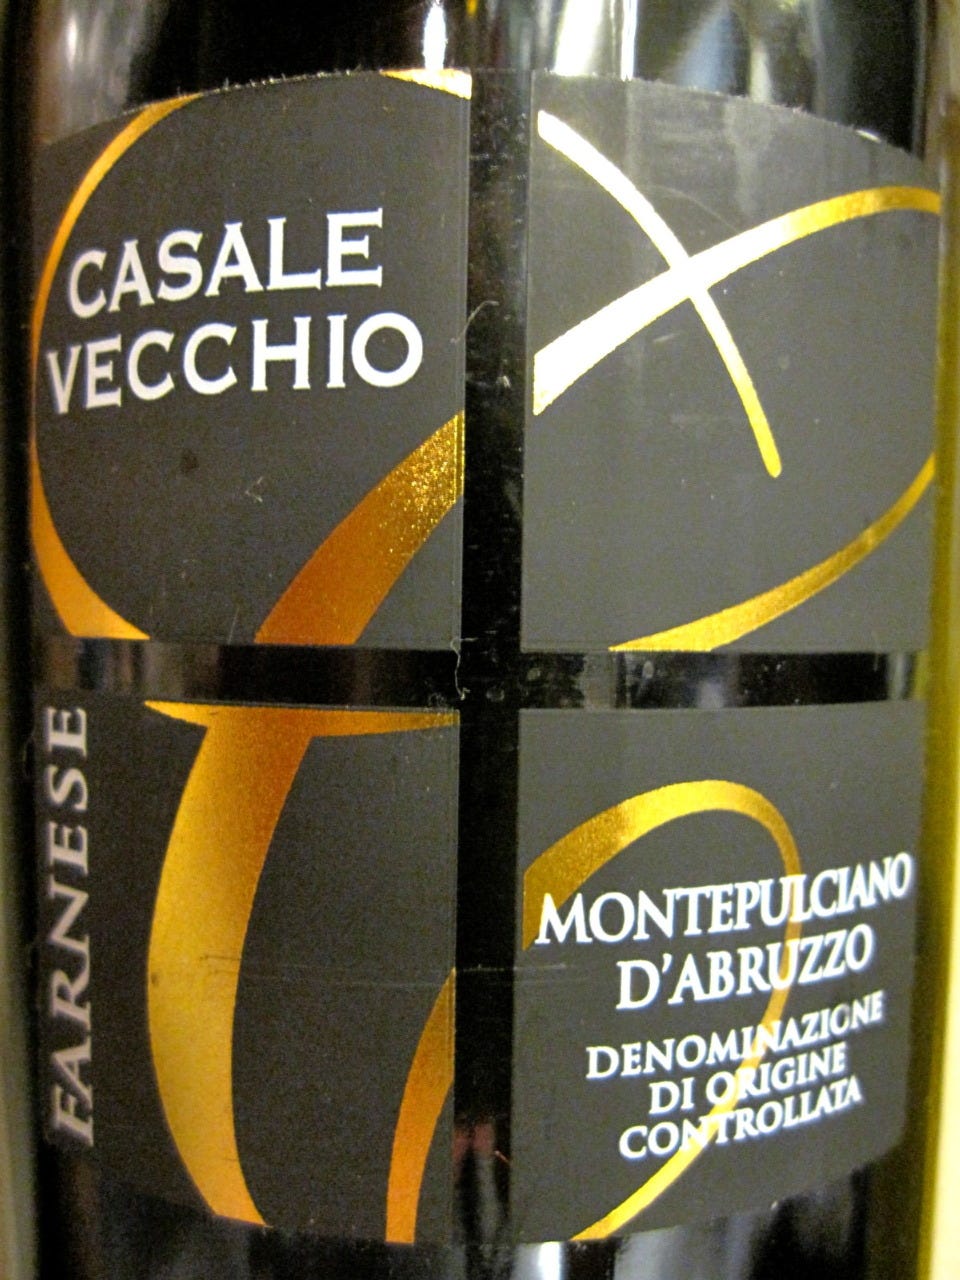 CASALE
VECCHIO
FARNESE
MONTEPULCIANO
D'ABRUZZO
DENOMINAZIONE
DI ORIGINE
CONTROLLATA